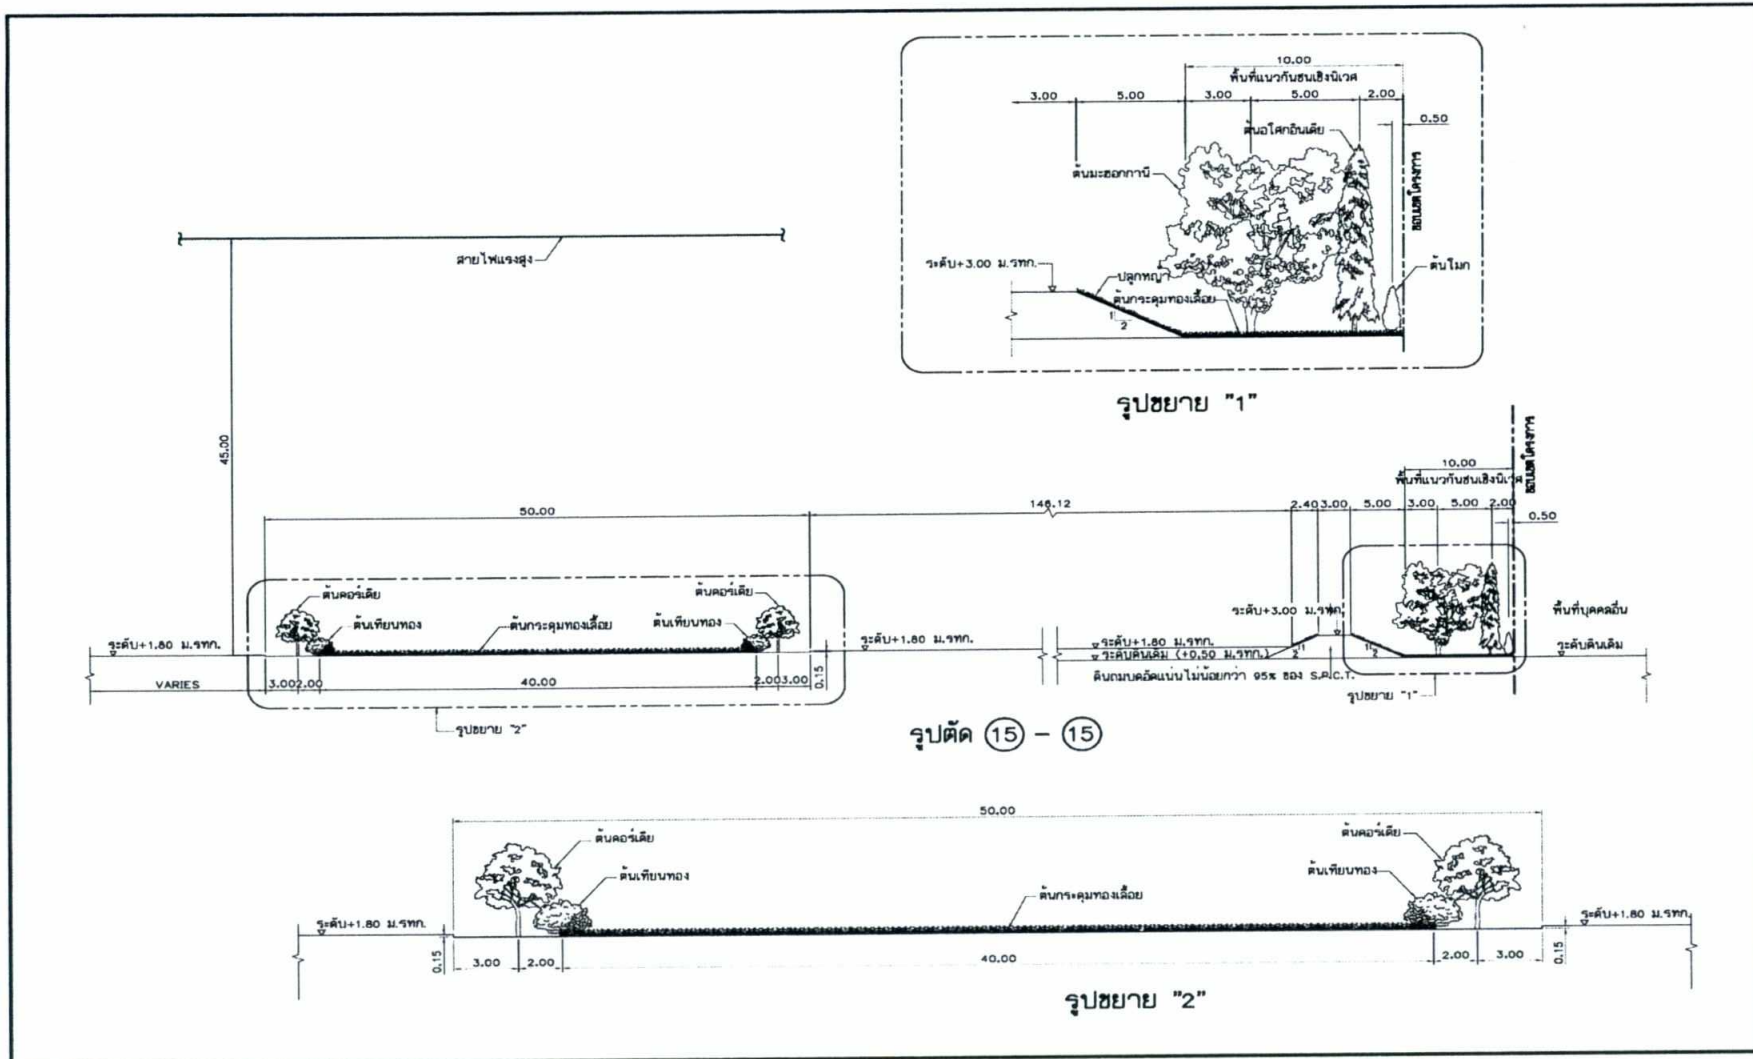 10.00
พื้นที่แนวกันชนเชิงนิเวศ
3.00 5.00 3.00 5.00 2.00
0.50
ต้นอโศกอินเดีย
ต้นมะฮอกกานี
ขอบเขตโครงการ
ระดับ+3.00 ม.รทก.
ปลูกหญ้า
ต้นโมก
ต้นกระดุมทองเลื้อย
1
2
รูปขยาย "1"
สายไฟแรงสูง
45.00
ขอบเขตโครงการ
10.00
พื้นที่แนวกันชนเชิงนิเวศ
50.00 146.12 2.40 3.00 5.00 3.00 5.00 2.00
0.50
ต้นคอร์เดีย ต้นคอร์เดีย
ต้นเทียนทอง ต้นกระดุมทองเลื้อย ต้นเทียนทอง
ระดับ+3.00 ม.รทก.
พื้นที่บุคคลอื่น
ระดับ+1.80 ม.รทก. ระดับ+1.80 ม.รทก. ระดับ+1.80 ม.รทก.
ระดับดินเดิม (+0.50 ม.รทก.) 2 1 1 2 ระดับดินเดิม
ดินถมบดอัดแน่นไม่น้อยกว่า 95% ของ S.P.C.T.
VARIES 3.00 2.00 40.00 2.00 3.00 0.15
รูปขยาย "1"
รูปขยาย "2"
รูปตัด 15 - 15
50.00
ต้นคอร์เดีย ต้นคอร์เดีย
ต้นเทียนทอง ต้นเทียนทอง
ต้นกระดุมทองเลื้อย
ระดับ+1.80 ม.รทก. ระดับ+1.80 ม.รทก.
0.15 3.00 2.00 40.00 2.00 3.00 0.15
รูปขยาย "2"